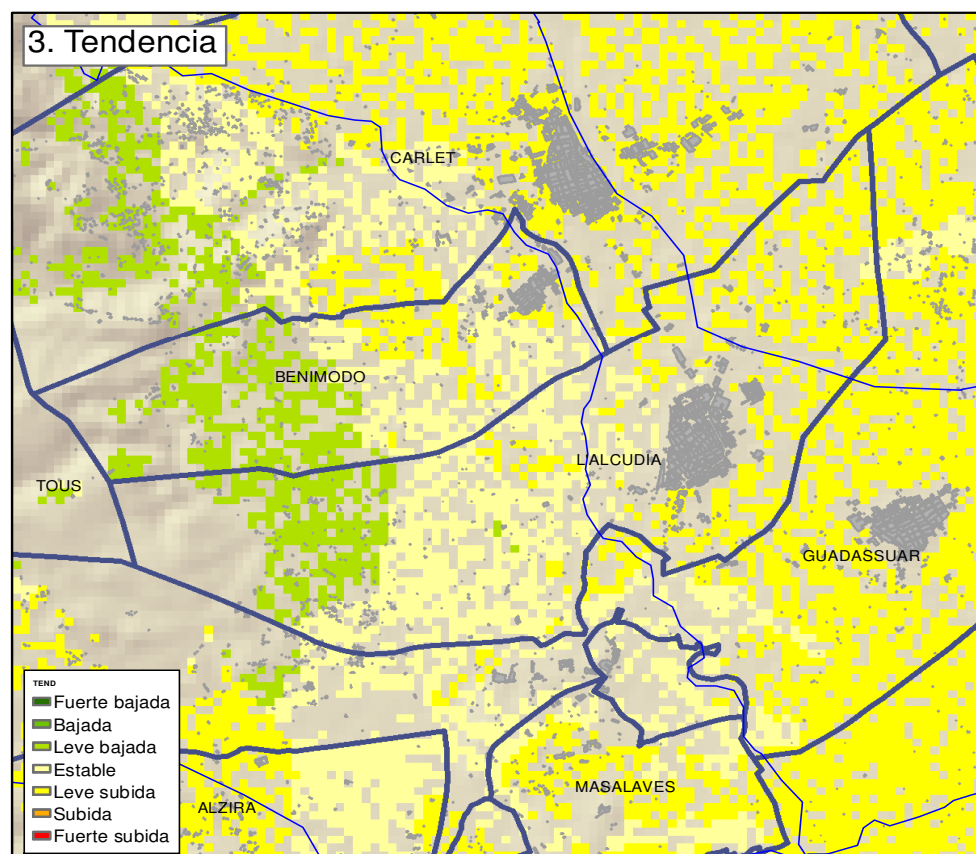 3. Tendencia
CARLET
BENIMODO
TOUS
L'ALCUDIA
GUADASSUAR
MASALAVES
ALZIRA
TEND
Fuerte bajada
Bajada
Leve bajada
Estable
Leve subida
Subida
Fuerte subida